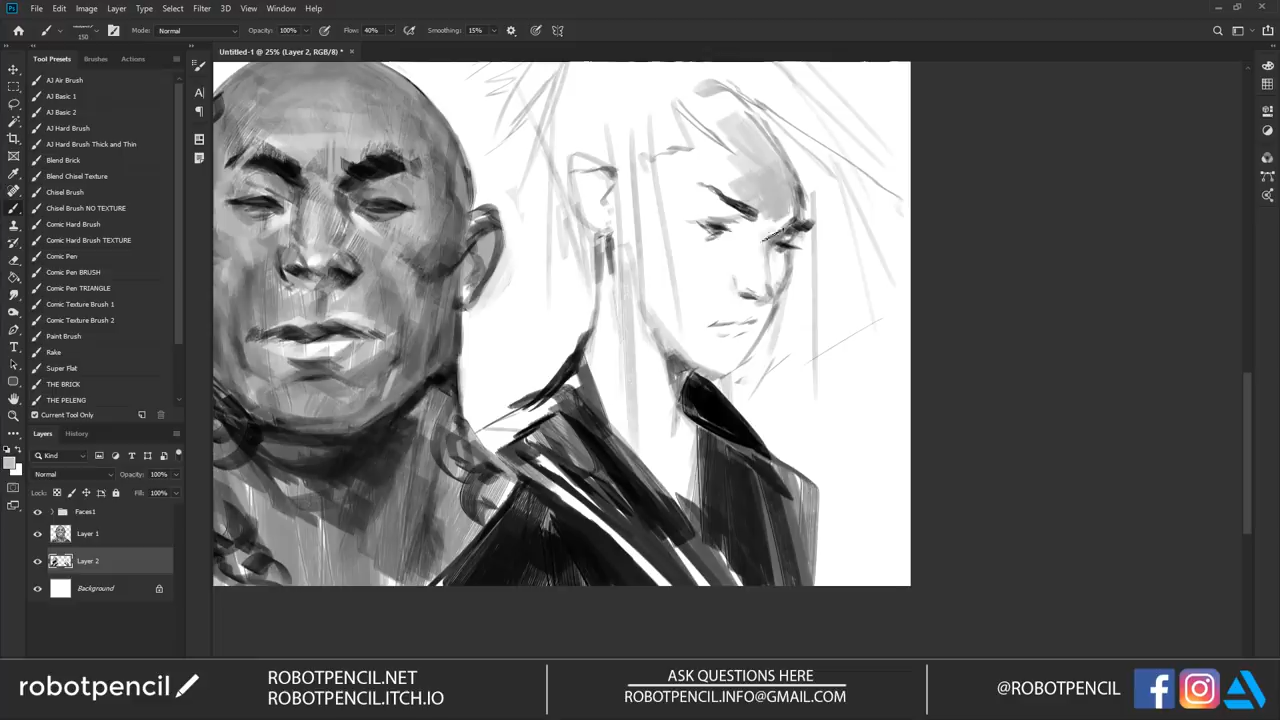 Ps File Edit Image Layer Type Select Filter 3D View Window Help
150 Mode: Normal Opacity: 100% Flow: 40% Smoothing: 15%
Untitled-1 @ 25% (Layer 2, RGB/8) * ×
Tool Presets Brushes Actions
AJ Air Brush
AJ Basic 1
AJ Basic 2
AJ Hard Brush
AJ Hard Brush Thick and Thin
Blend Brick
Blend Chisel Texture
Chisel Brush
Chisel Brush NO TEXTURE
Comic Hard Brush
Comic Hard Brush TEXTURE
Comic Pen
Comic Pen BRUSH
Comic Pen TRIANGLE
Comic Texture Brush 1
Comic Texture Brush 2
Paint Brush
Rake
Super Flat
THE BRICK
THE PELENG
Current Tool Only
Layers History
Kind
Normal Opacity: 100%
Lock: Fill: 100%
Faces1
Layer 1
Layer 2
Background
robotpencil
ROBOTPENCIL.NET
ROBOTPENCIL.ITCH.IO
ASK QUESTIONS HERE
ROBOTPENCIL.INFO@GMAIL.COM
@ROBOTPENCIL